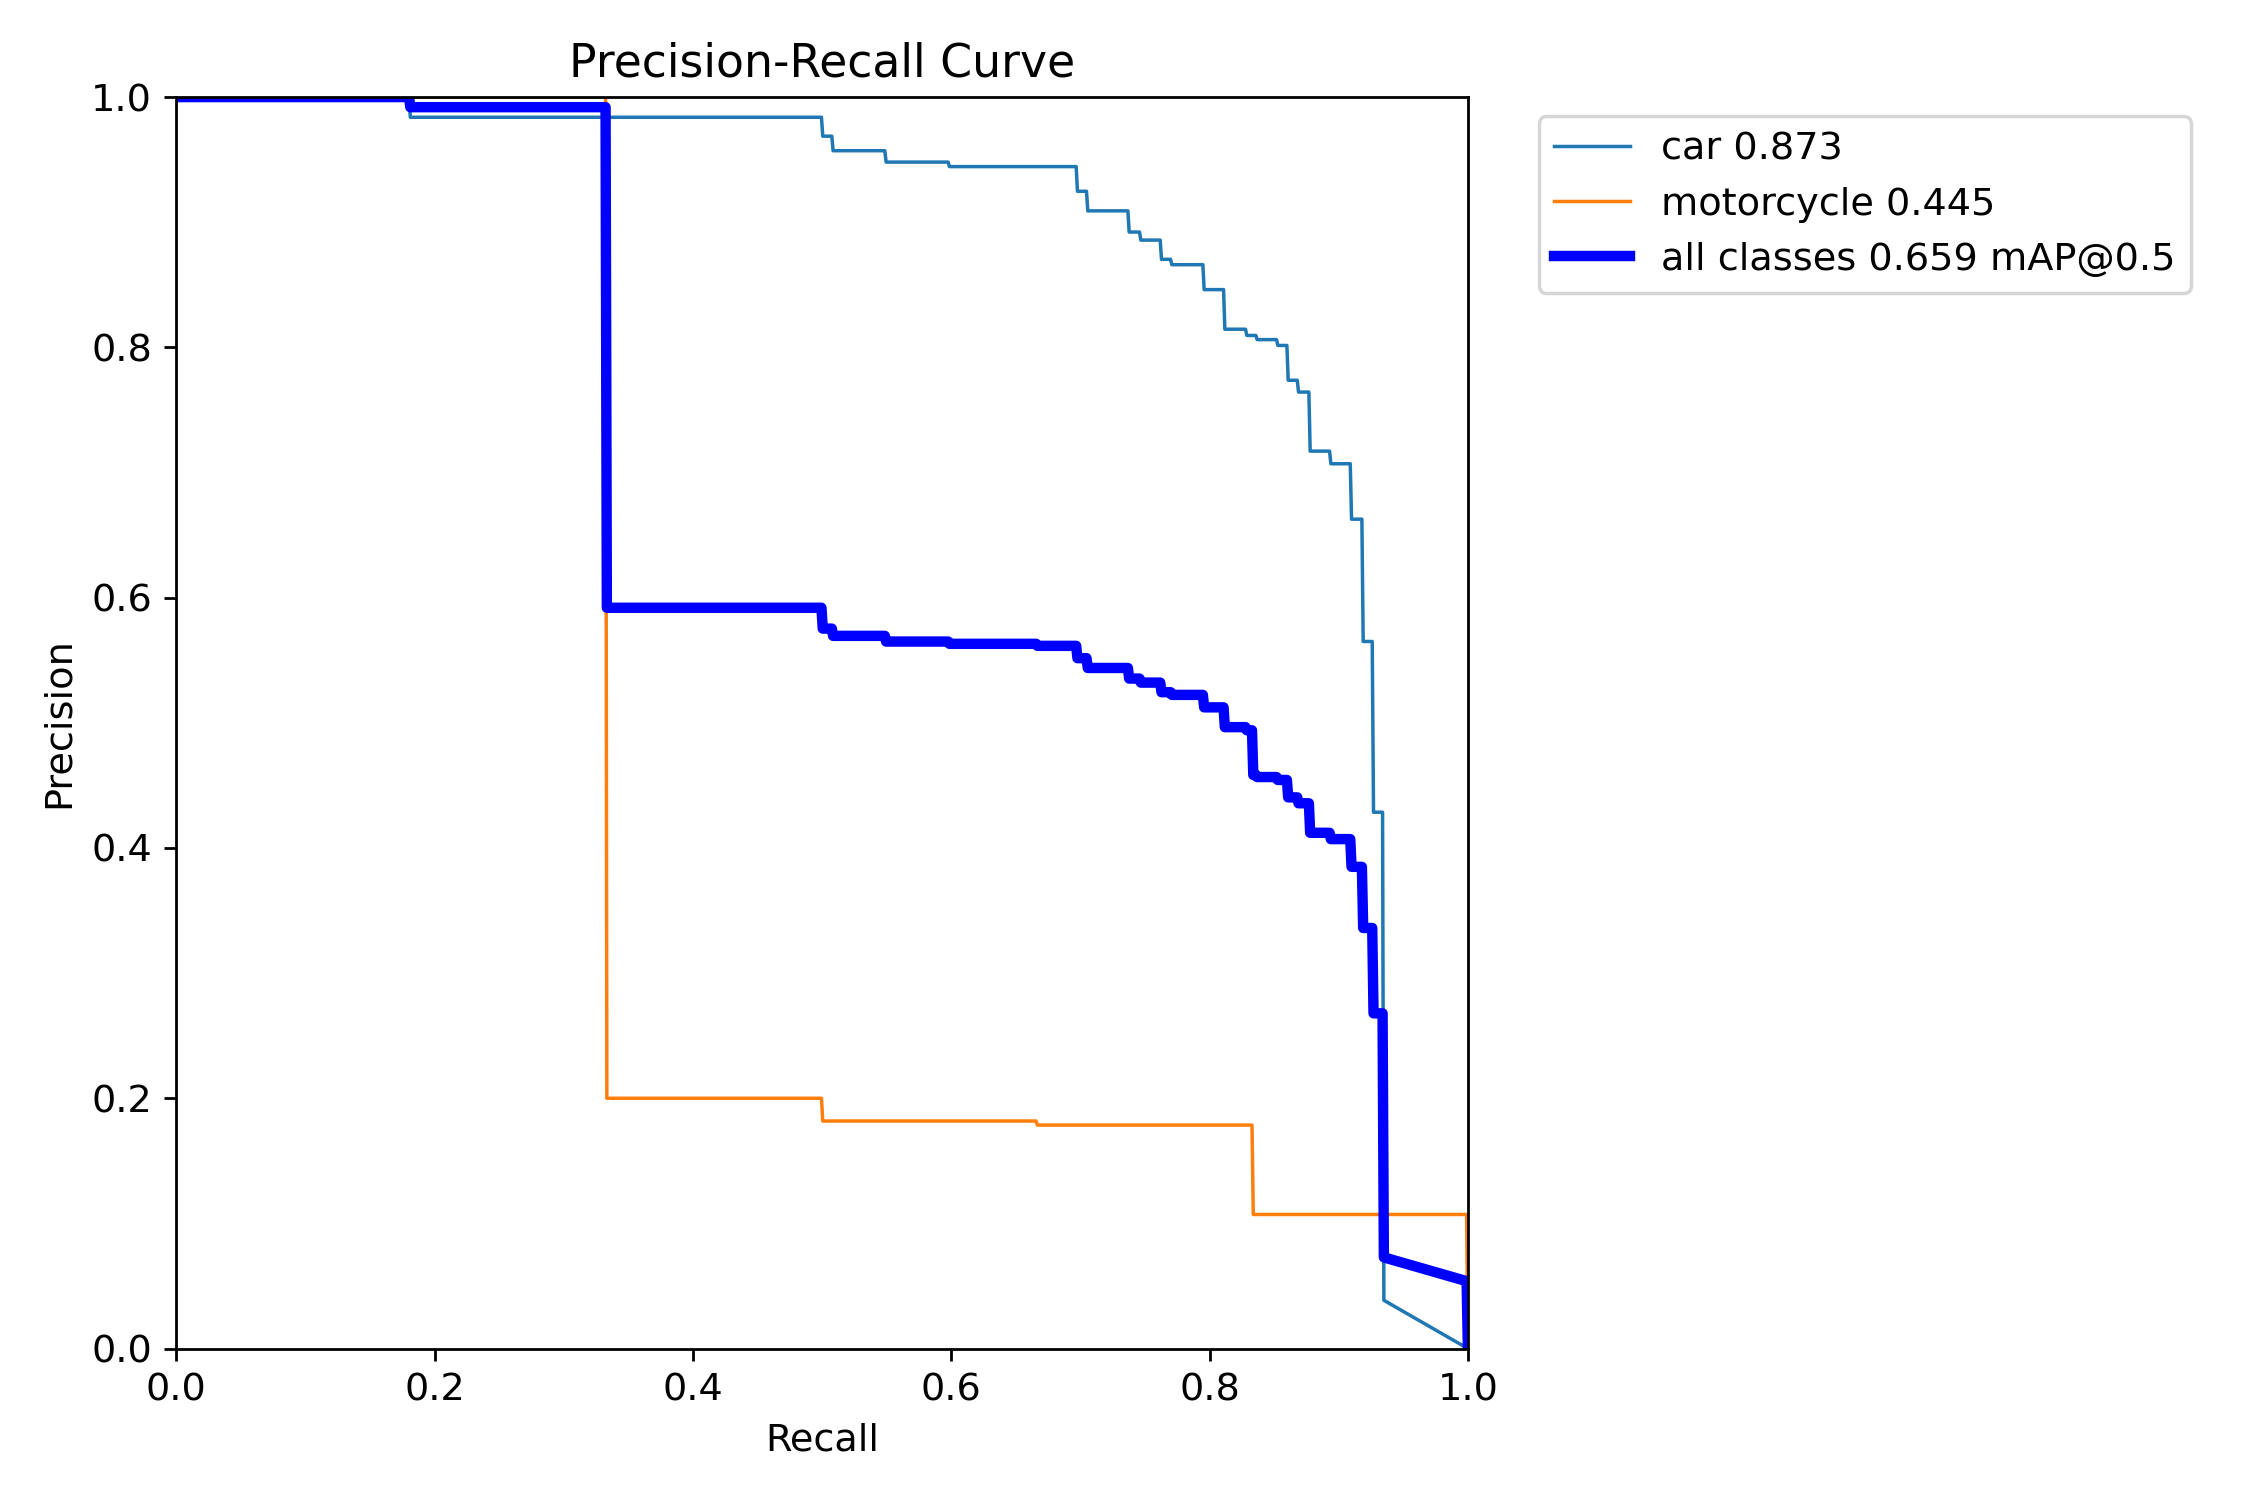 Precision-Recall Curve
1.0
0.8
0.6
0.4
0.2
0.0
Precision
0.0 0.2 0.4 0.6 0.8 1.0
Recall
car 0.873
motorcycle 0.445
all classes 0.659 mAP@0.5